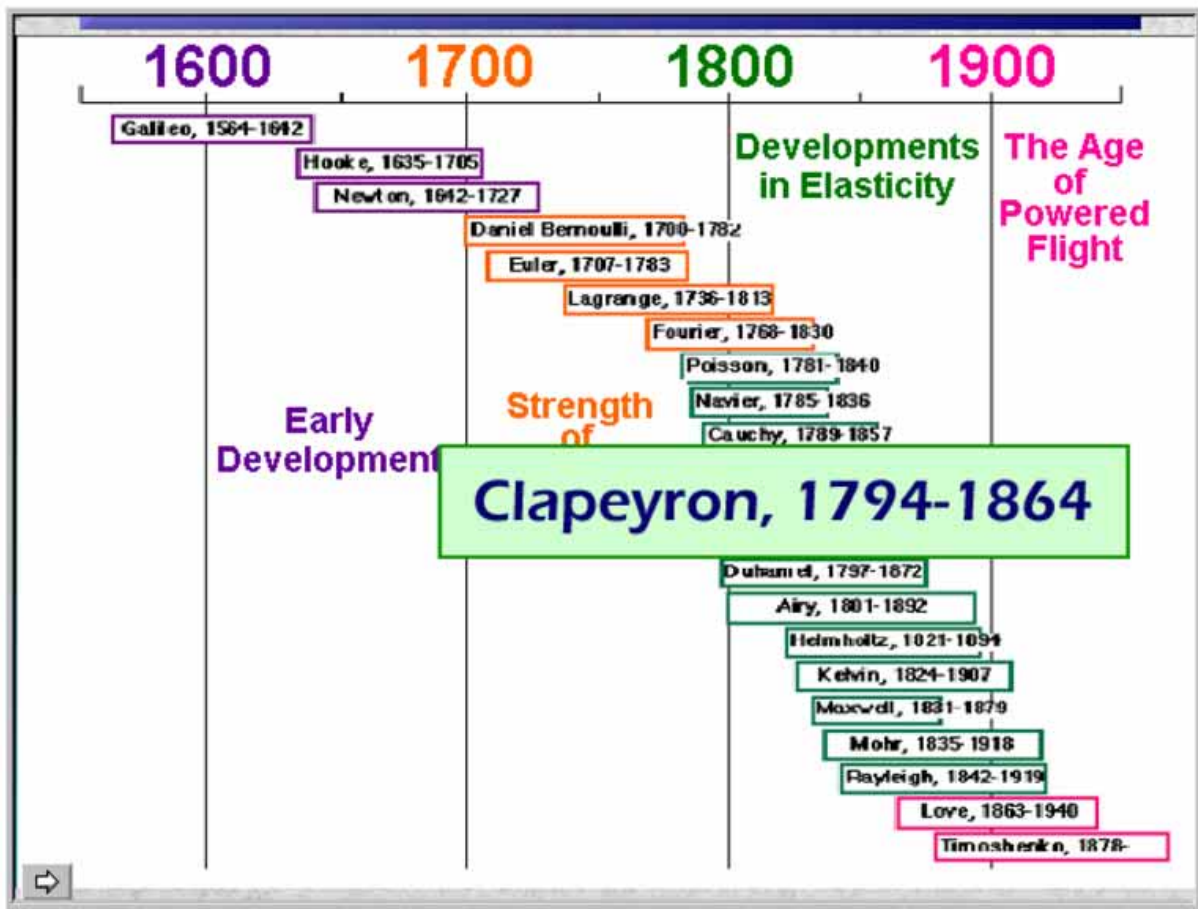 1600 1700 1800 1900
Galileo, 1564-1642
Hooke, 1635-1705
Newton, 1642-1727
Daniel Bernoulli, 1700-1782
Euler, 1707-1783
Lagrange, 1736-1813
Fourier, 1768-1830
Poisson, 1781-1840
Navier, 1785-1836
Cauchy, 1789-1857
Developments
in Elasticity
The Age
of
Powered
Flight
Early
Development
Strength
of
Clapeyron, 1794-1864
Duhamel, 1797-1872
Airy, 1801-1892
Helmholtz, 1821-1894
Kelvin, 1824-1907
Maxwell, 1831-1879
Mohr, 1835-1918
Rayleigh, 1842-1919
Love, 1863-1940
Timoshenko, 1878-